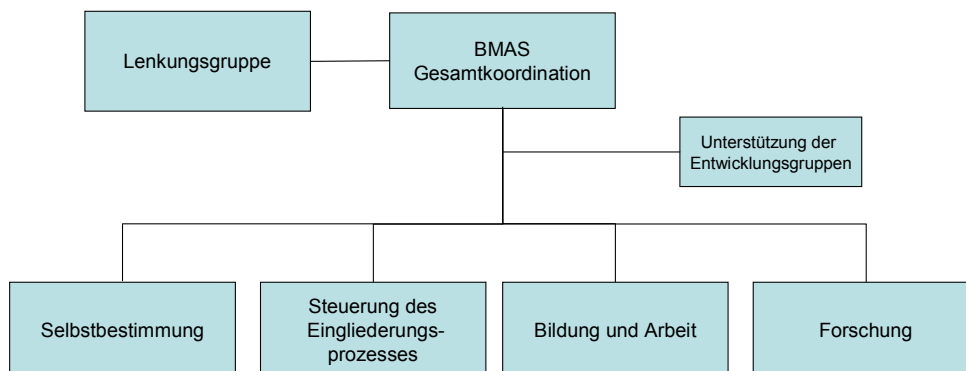 Lenkungsgruppe
BMAS
Gesamtkoordination
Unterstützung der
Entwicklungsgruppen
Selbstbestimmung
Steuerung des
Eingliederungs-
prozesses
Bildung und Arbeit
Forschung